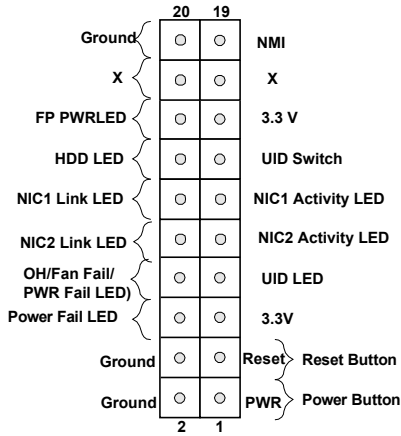 20 19
Ground NMI
X X
FP PWRLED 3.3 V
HDD LED UID Switch
NIC1 Link LED NIC1 Activity LED
NIC2 Link LED NIC2 Activity LED
OH/Fan Fail/
PWR Fail LED) UID LED
Power Fail LED 3.3V
Ground Reset Reset Button
Ground PWR Power Button
2 1